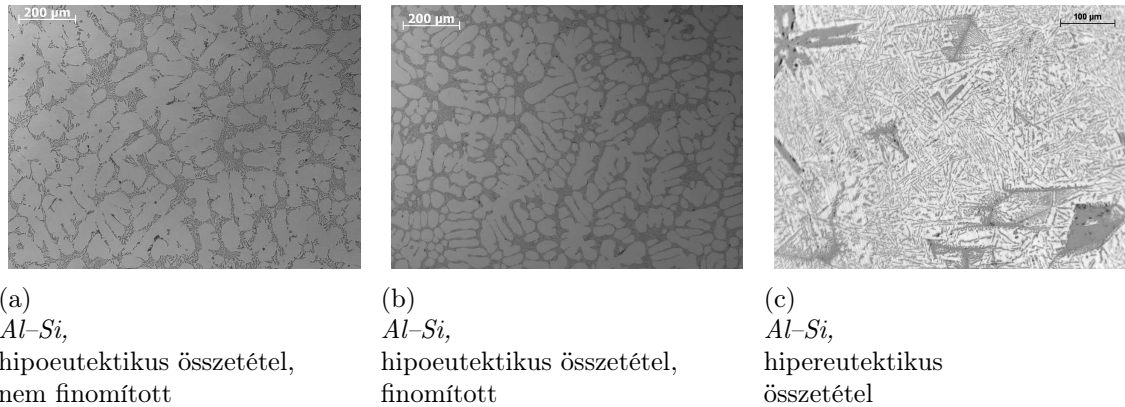 200 µm
200 µm
100 µm
(a)
Al–Si,
hipoeutektikus összetétel,
nem finomított
(b)
Al–Si,
hipoeutektikus összetétel,
finomított
(c)
Al–Si,
hipereutektikus
összetétel